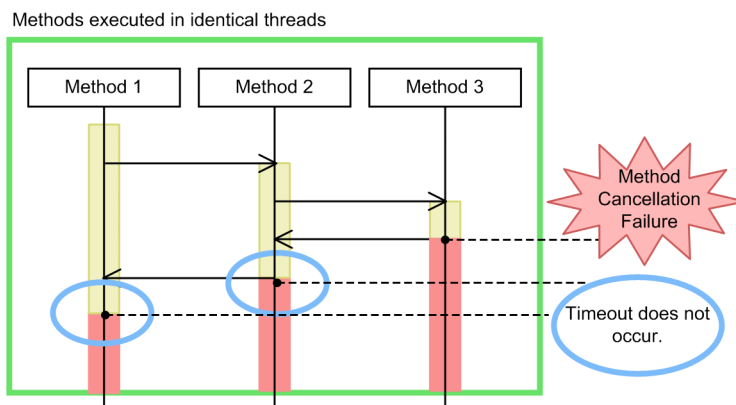 Methods executed in identical threads
Method 1
Method 2
Method 3
Method
Cancellation
Failure
Timeout does not
occur.